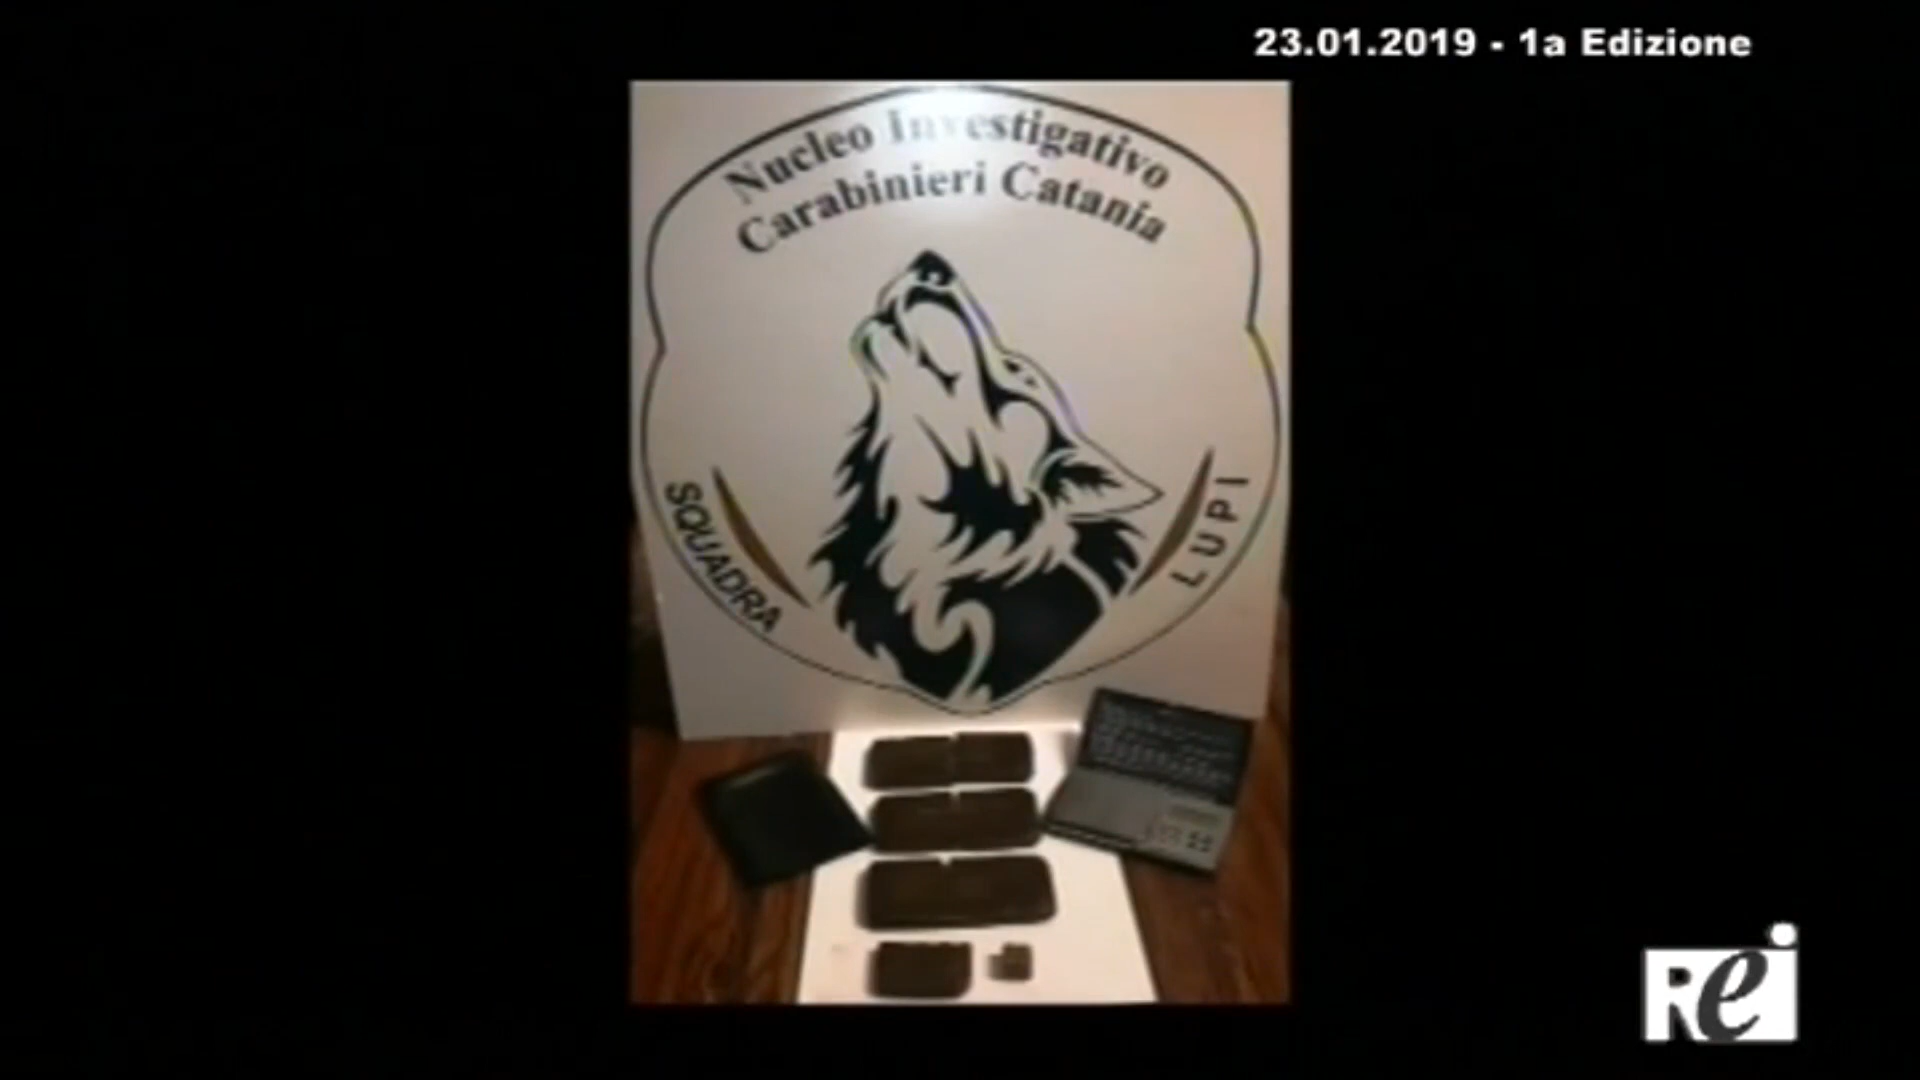 23.01.2019 - 1a Edizione
Nucleo Investigativo
Carabinieri Catania
SQUADRA
LUPI
Rei